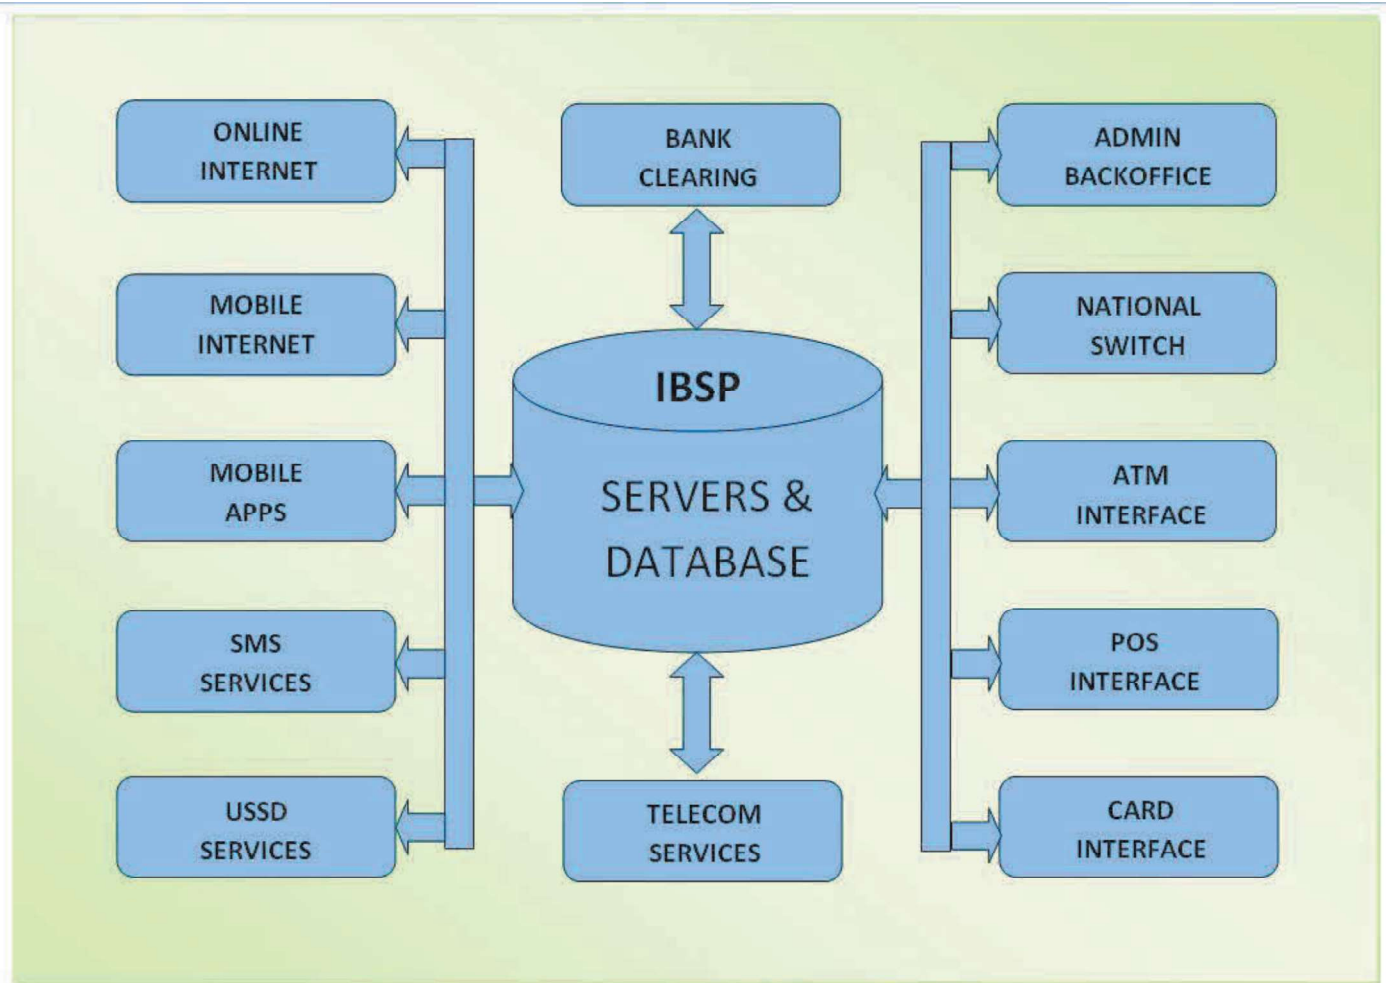 ONLINE
INTERNET
MOBILE
INTERNET
MOBILE
APPS
SMS
SERVICES
USSD
SERVICES
BANK
CLEARING
IBSP
SERVERS &
DATABASE
TELECOM
SERVICES
ADMIN
BACKOFFICE
NATIONAL
SWITCH
ATM
INTERFACE
POS
INTERFACE
CARD
INTERFACE